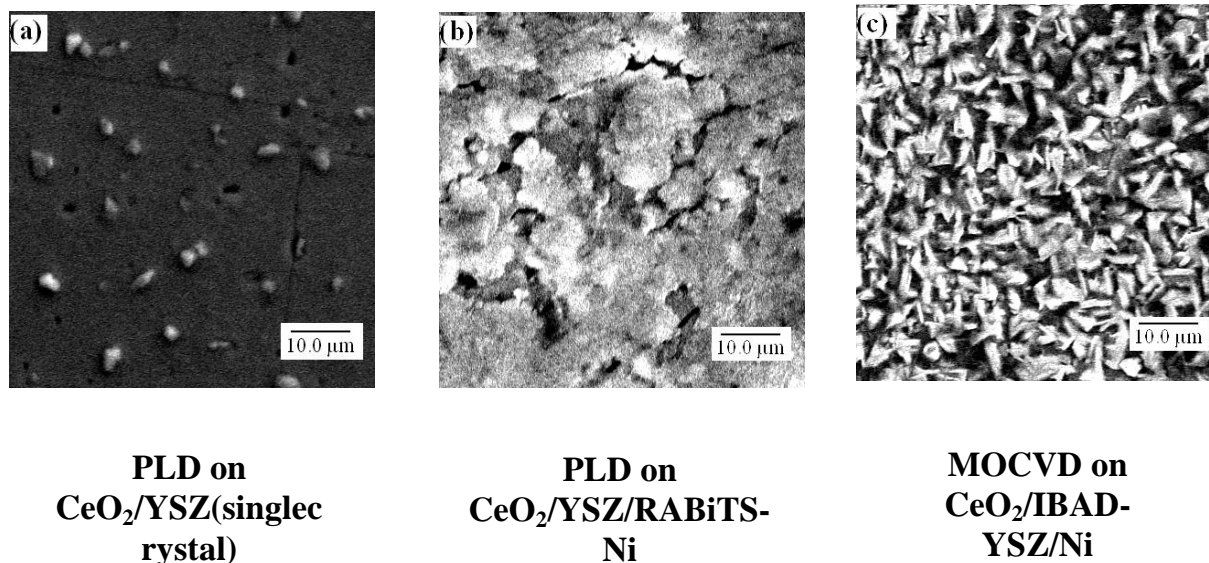 (a)
(b)
(c)
10.0 μm
10.0 μm
10.0 μm
PLD on
CeO₂/YSZ(singlec
rystal)
PLD on
CeO₂/YSZ/RABiTS-
Ni
MOCVD on
CeO₂/IBAD-
YSZ/Ni